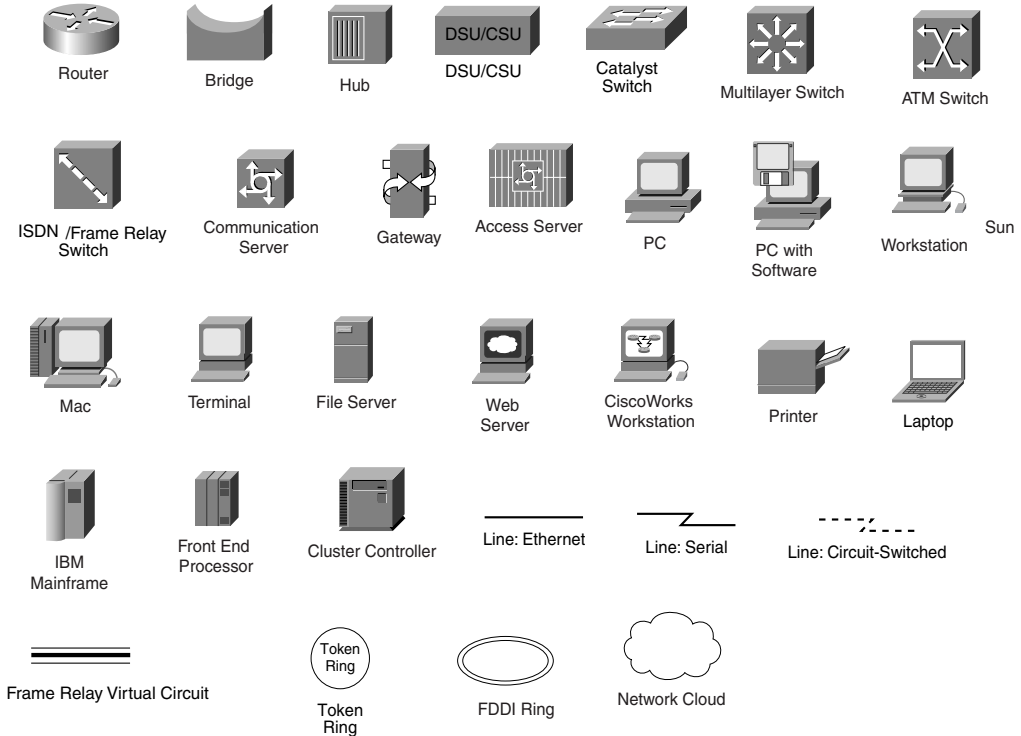 Router
Bridge
Hub
DSU/CSU
DSU/CSU
Catalyst
Switch
Multilayer Switch
ATM Switch
ISDN /Frame Relay
Switch
Communication
Server
Gateway
Access Server
PC
PC with
Software
Sun
Workstation
Mac
Terminal
File Server
Web
Server
CiscoWorks
Workstation
Printer
Laptop
IBM
Mainframe
Front End
Processor
Cluster Controller
Line: Ethernet
Line: Serial
Line: Circuit-Switched
Frame Relay Virtual Circuit
Token
Ring
Token
Ring
FDDI Ring
Network Cloud